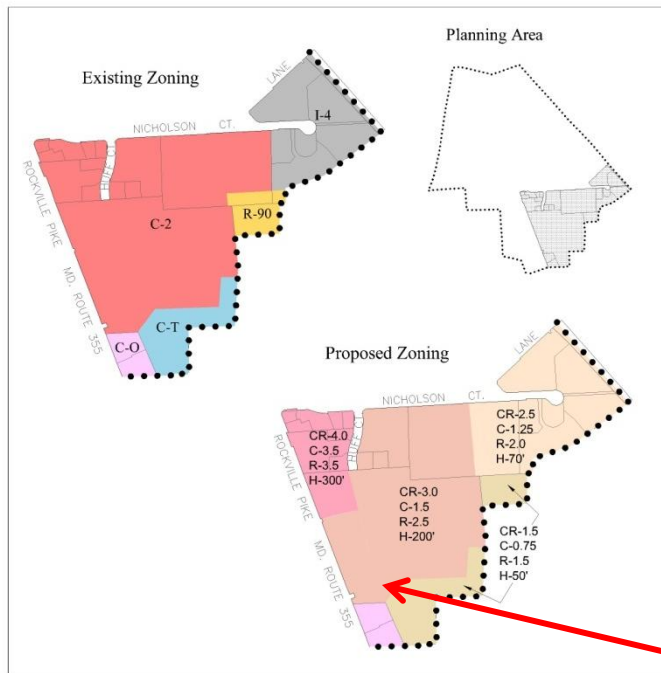 Planning Area
Existing Zoning
LANE
I-4
NICHOLSON CT.
HUFF CT.
ROCKVILLE PIKE
C-2
R-90
MD. ROUTE 355
C-T
C-O
Proposed Zoning
LANE
NICHOLSON CT.
HUFF CT.
CR-4.0
C-3.5
R-3.5
H-300'
CR-2.5
C-1.25
R-2.0
H-70'
ROCKVILLE PIKE
CR-3.0
C-1.5
R-2.5
H-200'
CR-1.5
C-0.75
R-1.5
H-50'
MD. ROUTE 355